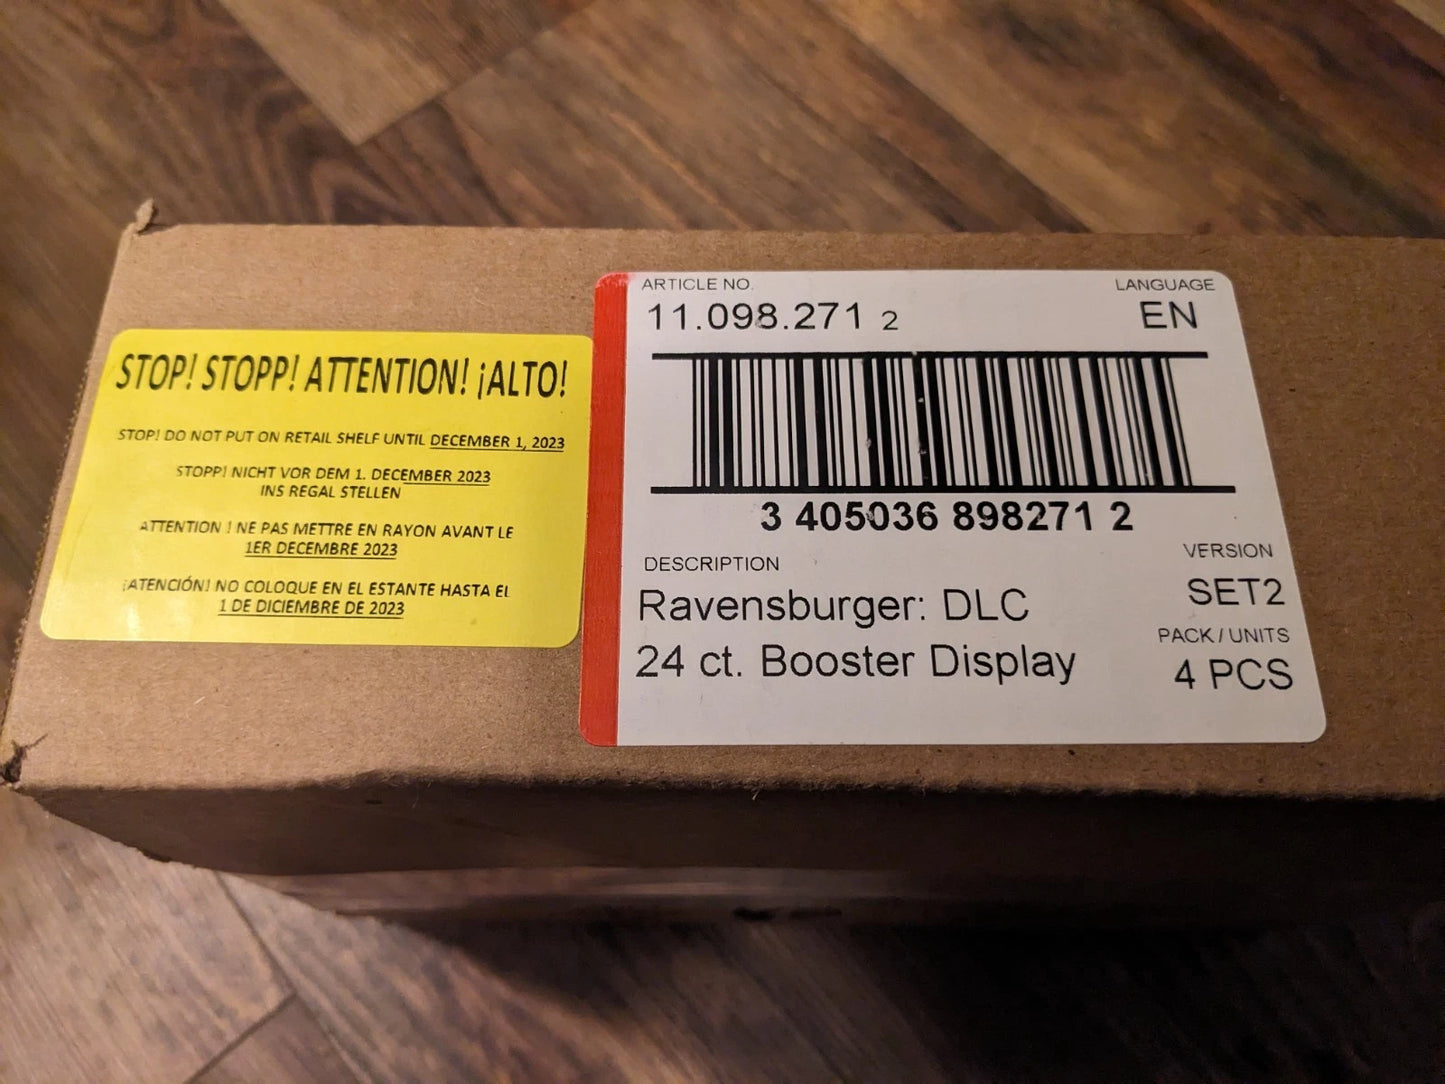 STOP! STOPP! ATTENTION! ¡ALTO!
STOP! DO NOT PUT ON RETAIL SHELF UNTIL DECEMBER 1, 2023
STOPP! NICHT VOR DEM 1. DECEMBER 2023
INS REGAL STELLEN
ATTENTION ! NE PAS METTRE EN RAYON AVANT LE
1ER DECEMBRE 2023
¡ATENCIÓN! NO COLOQUE EN EL ESTANTE HASTA EL
1 DE DICIEMBRE DE 2023
ARTICLE NO. LANGUAGE
11.098.271 2 EN
3 405036 898271 2
DESCRIPTION VERSION
Ravensburger: DLC SET2
24 ct. Booster Display PACK / UNITS
4 PCS